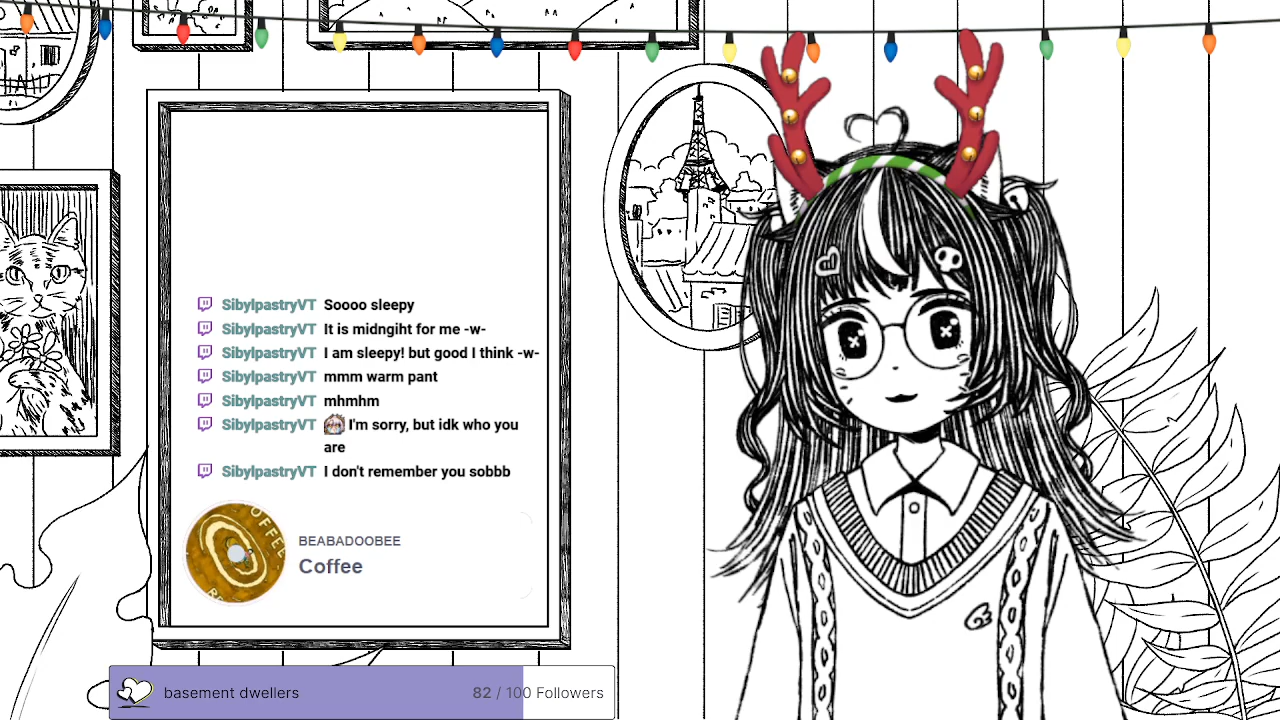 SibylpastryVT Soooo sleepy
SibylpastryVT It is midngiht for me -w-
SibylpastryVT I am sleepy! but good I think -w-
SibylpastryVT mmm warm pant
SibylpastryVT mhmhm
SibylpastryVT I'm sorry, but idk who you
are
SibylpastryVT I don't remember you sobbb
OFFEE
BEABADOOBEE
Coffee
basement dwellers 82 / 100 Followers